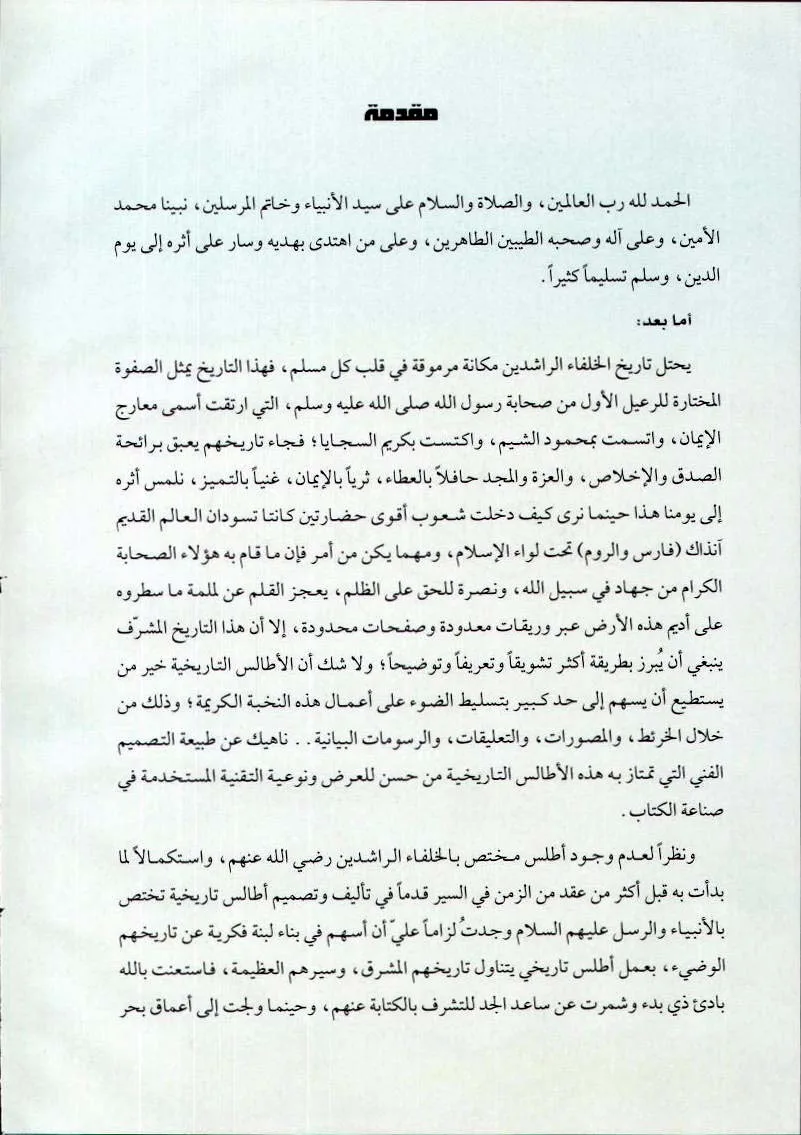 مقدمة
الحمد لله رب العالمين، والصلاة والسلام على سيد الأنبياء وخاتم المرسلين، نبينا محمد
الأمين، وعلى آله وصحبه الطيبين الطاهرين، وعلى من اهتدى بهديه وسار على أثره إلى يوم
الدين، وسلم تسليماً كثيراً.
أما بعد:
يحتل تاريخ الخلفاء الراشدين مكانة مرموقة في قلب كل مسلم، فهذا التاريخ يمثل الصفوة
المختارة للرعيل الأول من صحابة رسول الله صلى الله عليه وسلم، التي ارتقت أسمى معارج
الإيمان، واتسمت بمحمود الشيم، واكتست بكريم السجايا؛ فجاء تاريخهم يعبق برائحة
الصدق والإخلاص، والعزة والمجد حافلاً بالعطاء، ثرياً بالإيمان، غنياً بالتميز، نلمس أثره
إلى يومنا هذا حينما نرى كيف دخلت شعوب أقوى حضارتين كانتا تسودان العالم القديم
آنذاك (فارس والروم) تحت لواء الإسلام، ومهما يكن من أمر فإن ما قام به هؤلاء الصحابة
الكرام من جهاد في سبيل الله، ونصرة للحق على الظلم، يعجز القلم عن لملمة ما سطروه
على أديم هذه الأرض عبر وريقات معدودة وصفحات محدودة، إلا أن هذا التاريخ المشرّف
ينبغي أن يُبرز بطريقة أكثر تشويقاً وتعريفاً وتوضيحاً؛ ولا شك أن الأطالس التاريخية خير من
يستطيع أن يسهم إلى حد كبير بتسليط الضوء على أعمال هذه النخبة الكريمة؛ وذلك من
خلال الخرئط، والمصورات، والتعليقات، والرسومات البيانية.. ناهيك عن طبيعة التصميم
الفني التي تمتاز به هذه الأطالس التاريخية من حسن للعرض ونوعية التقنية المستخدمة في
صناعة الكتاب.
ونظراً لعدم وجود أطلس مختص بالخلفاء الراشدين رضي الله عنهم، واستكمالاً لما
بدأت به قبل أكثر من عقد من الزمن في السير قدماً في تأليف وتصميم أطالس تاريخية تختص
بالأنبياء والرسل عليهم السلام وجدتُ لزاماً عليّ أن أسهم في بناء لبنة فكرية عن تاريخهم
الوضيء، بعمل أطلس تاريخي يتناول تاريخهم المشرق، وسيرهم العظيمة، فاستعنت بالله
بادئ ذي بدء وشمرت عن ساعد الجد للتشرف بالكتابة عنهم، وحينما ولجت إلى أعماق بحر